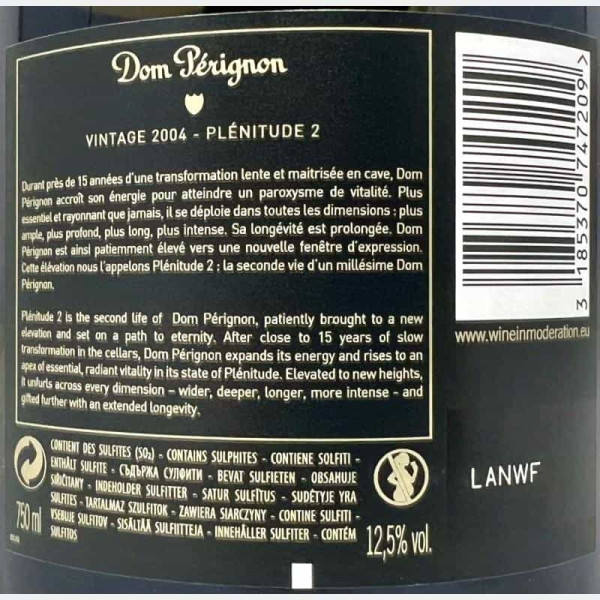 Dom Pérignon
VINTAGE 2004 - PLÉNITUDE 2
Durant près de 15 années d'une transformation lente et maitrisée en cave, Dom
Pérignon accroît son énergie pour atteindre un paroxysme de vitalité. Plus
essentiel et rayonnant que jamais, il se déploie dans toutes les dimensions : plus
ample, plus profond, plus long, plus intense. Sa longévité est prolongée. Dom
Pérignon est ainsi patiemment élevé vers une nouvelle fenêtre d'expression.
Cette élévation nous l'appelons Plénitude 2 : la seconde vie d'un millésime Dom
Pérignon.
Plénitude 2 is the second life of Dom Pérignon, patiently brought to a new
elevation and set on a path to eternity. After close to 15 years of slow
transformation in the cellars, Dom Pérignon expands its energy and rises to an
apex of essential, radiant vitality in its state of Plénitude. Elevated to new heights,
it unfurls across every dimension – wider, deeper, longer, more intense - and
gifted further with an extended longevity.
CONTIENT DES SULFITES (SO₂) - CONTAINS SULPHITES - CONTIENE SOLFITI -
ENTHÄLT SULFITE - СЪДЪРЖА СУЛФИТИ - BEVAT SULFIETEN - OBSAHUJE
SIŘIČITANY - INDEHOLDER SULFITTER - SATUR SULFĪTUS - SUDĖTYJE YRA
SULFITES - TARTALMAZ SZULFITOK - ZAWIERA SIARCZYNY - CONTINE SULFITI -
VSEBUJE SULFITOV - SISÄLTÄÄ SULFIITTEJA - INNEHÅLLER SULFITER - CONTÉM
SULFITOS
750 ml
12,5% vol.
3 185370 747209
www.wineinmoderation.eu
LANWF